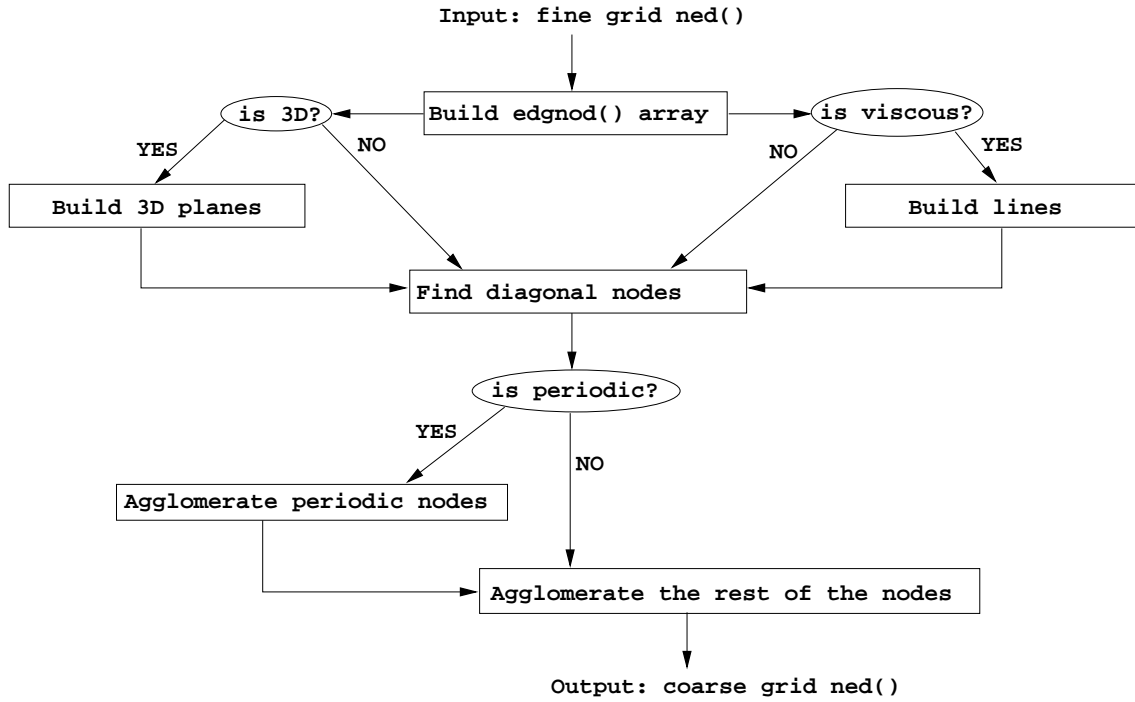 Input: fine grid ned()
is 3D?
Build edgnod() array
is viscous?
YES
NO
NO
YES
Build 3D planes
Build lines
Find diagonal nodes
is periodic?
YES
NO
Agglomerate periodic nodes
Agglomerate the rest of the nodes
Output: coarse grid ned()